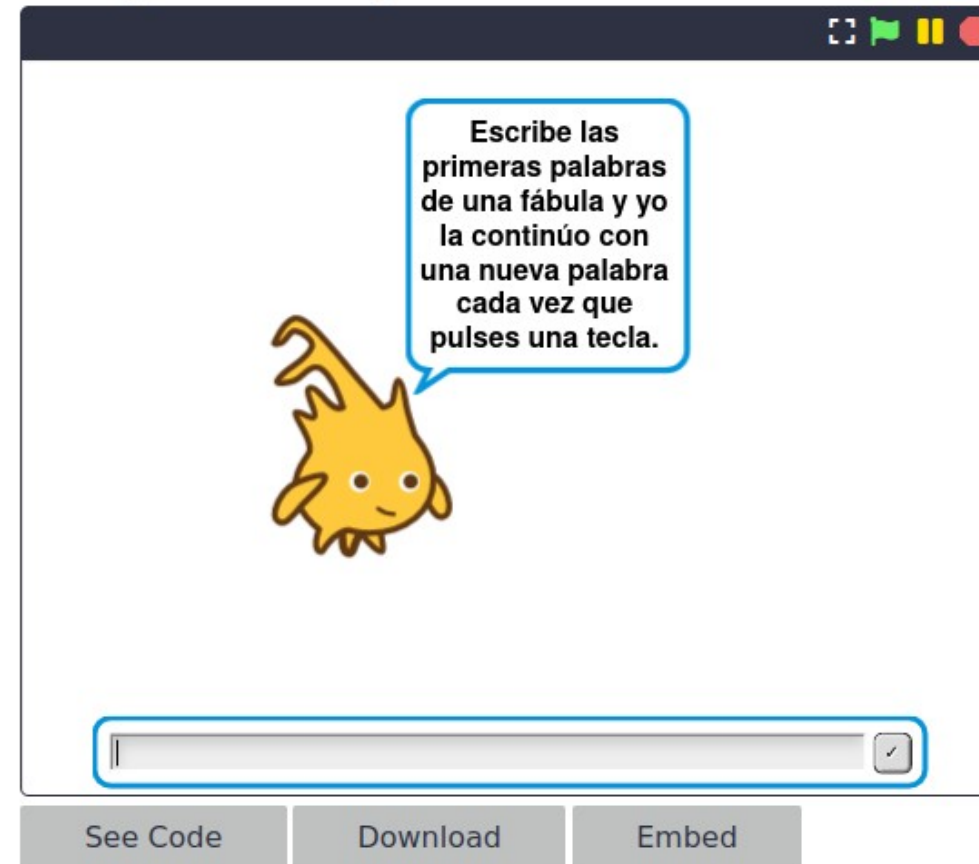 Escribe las
primeras palabras
de una fábula y yo
la continúo con
una nueva palabra
cada vez que
pulses una tecla.
See Code
Download
Embed